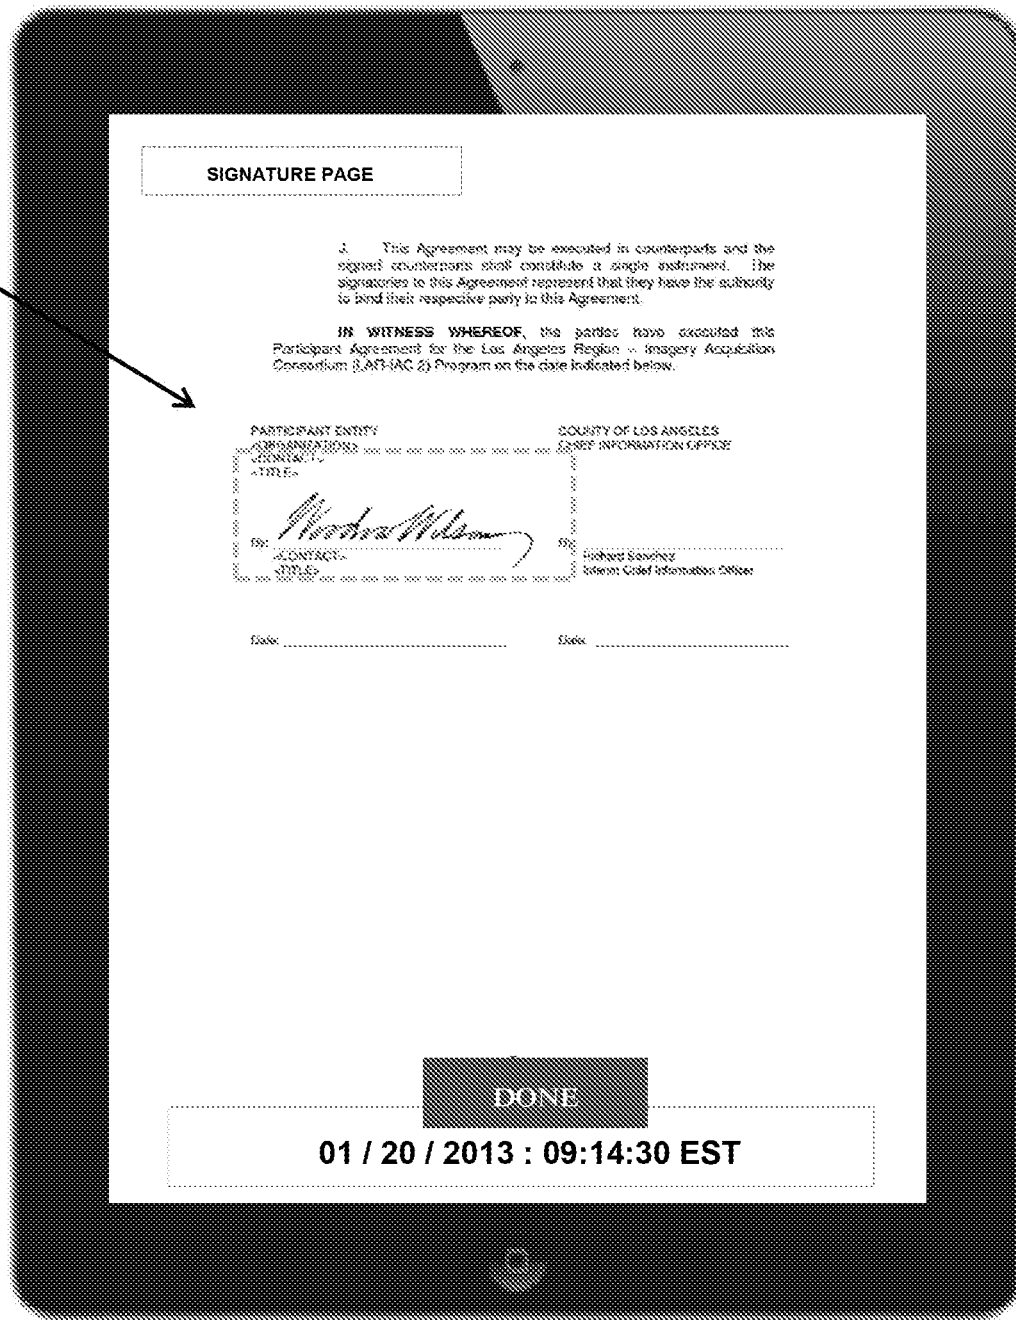 SIGNATURE PAGE
J. This Agreement may be executed in counterparts and the
signed counterparts shall constitute a single instrument. The
signatories to this Agreement represent that they have the authority
to bind their respective party to this Agreement.
IN WITNESS WHEREOF, the parties have executed this
Participant Agreement for the Los Angeles Region – Imagery Acquisition
Consortium (LAR-IAC 2) Program on the date indicated below.
PARTICIPANT ENTITY
<ORGANIZATION>
<CONTACT>
<TITLE>
COUNTY OF LOS ANGELES
CHIEF INFORMATION OFFICE
By: Woodrow Wilson
<CONTACT>
<TITLE>
By:
Richard Sanchez
Interim Chief Information Officer
Date:
Date:
DONE
01 / 20 / 2013 : 09:14:30 EST